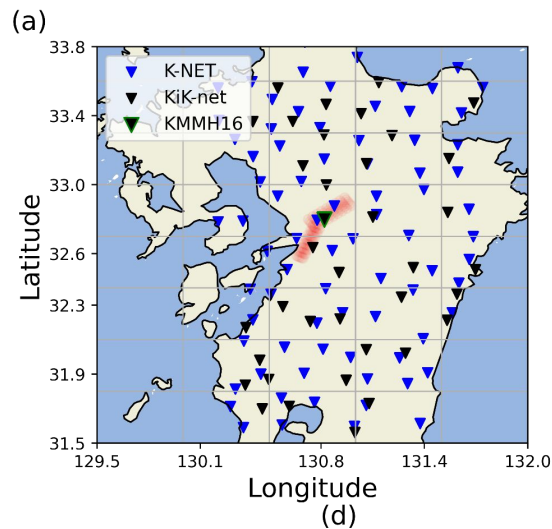 (a)
33.8
33.4
33.0
32.6
32.3
31.9
31.5
Latitude
K-NET
KiK-net
KMMH16
129.5 130.1 130.8 131.4 132.0
Longitude
(d)